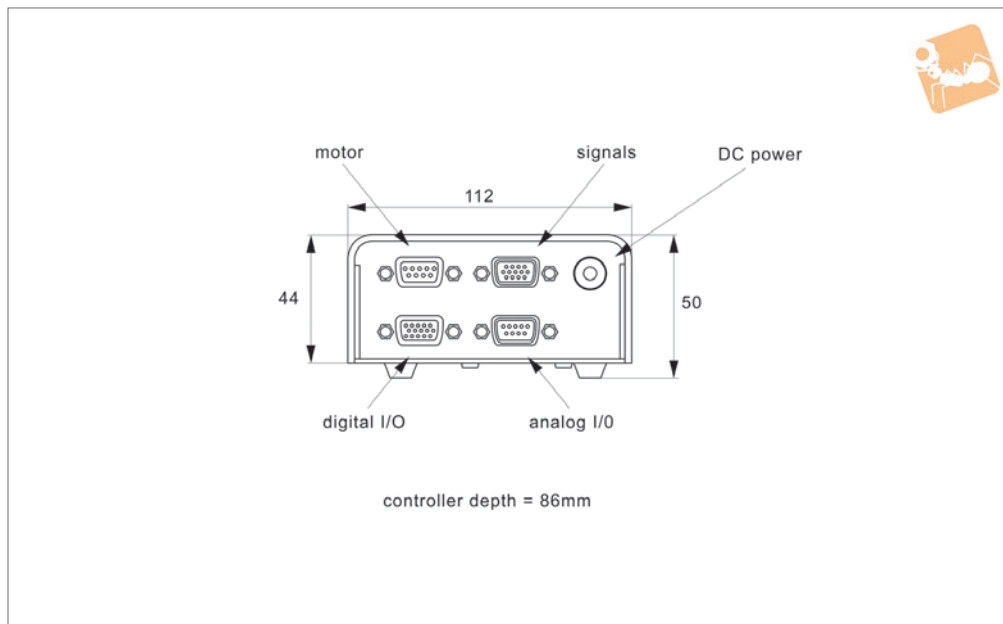 motor
signals
DC power
112
44
50
digital I/O
analog I/0
controller depth = 86mm